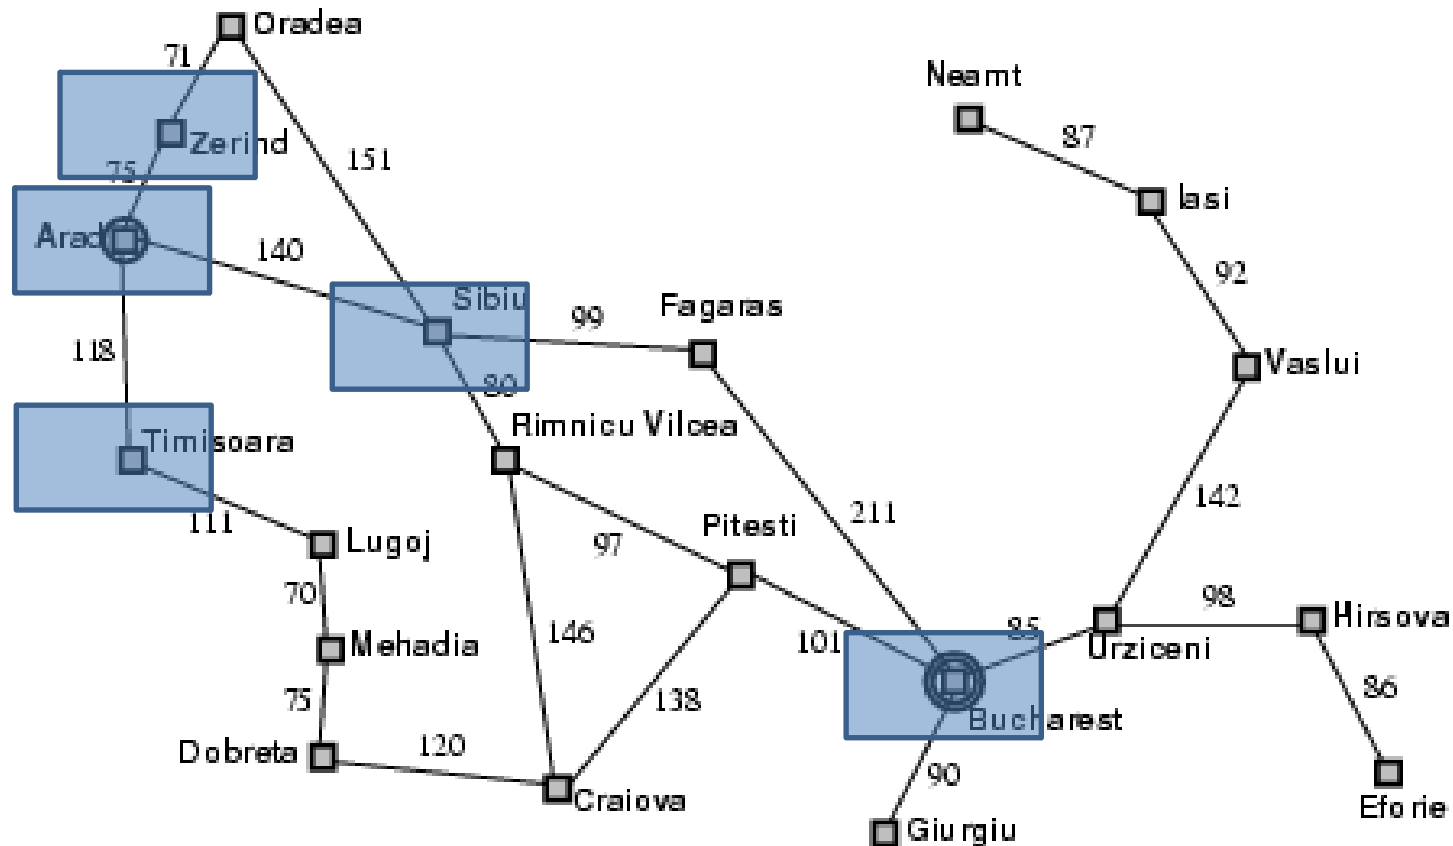 Oradea
71
Neamt
Zerind
87
151
75
Iasi
Arad
140
92
Sibiu
Fagaras
99
118
Vaslui
80
Timisoara
Rimnicu Vilcea
142
211
111
Pitesti
Lugoj
97
70
98
Hirsova
146
85
Mehadia
101
Urziceni
86
138
75
Bucharest
120
Dobreta
90
Craiova
Eforie
Giurgiu